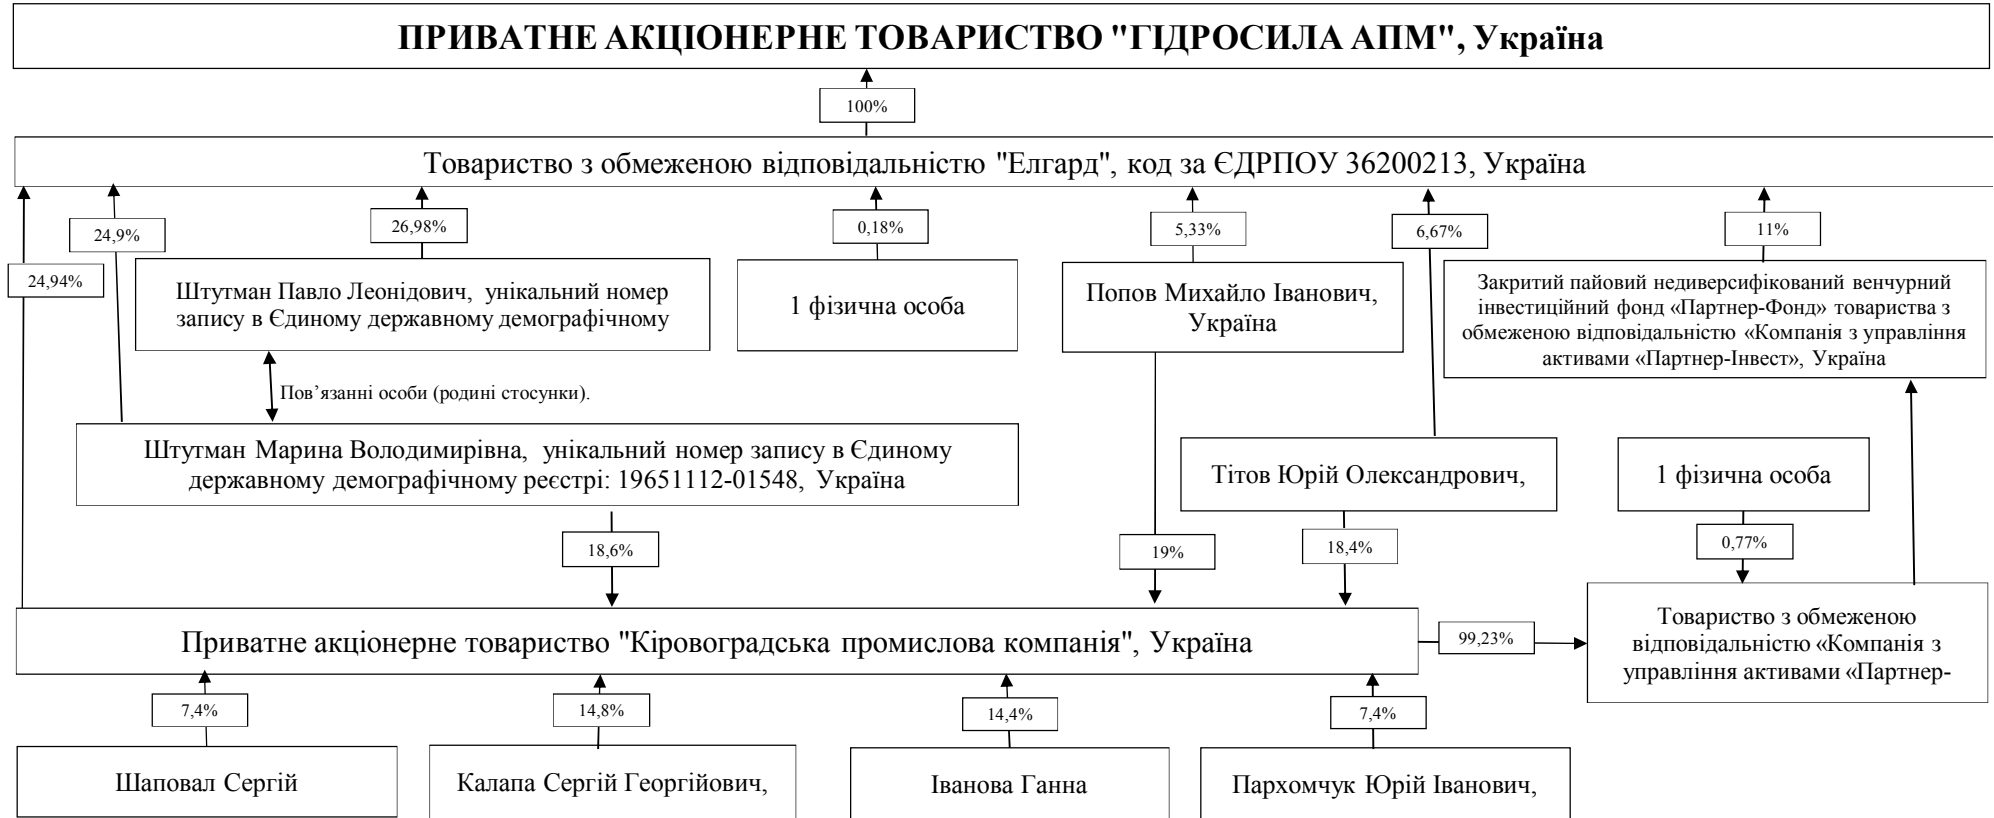 ПРИВАТНЕ АКЦІОНЕРНЕ ТОВАРИСТВО "ГІДРОСИЛА АПМ", Україна
100%
Товариство з обмеженою відповідальністю "Елгард", код за ЄДРПОУ 36200213, Україна
24,94%
24,9%
26,98%
0,18%
5,33%
6,67%
11%
Штутман Павло Леонідович, унікальний номер
запису в Єдиному державному демографічному
1 фізична особа
Попов Михайло Іванович,
Україна
Закритий пайовий недиверсифікований венчурний
інвестиційний фонд «Партнер-Фонд» товариства з
обмеженою відповідальністю «Компанія з управління
активами «Партнер-Інвест», Україна
Пов’язанні особи (родині стосунки).
Штутман Марина Володимирівна, унікальний номер запису в Єдиному
державному демографічному реєстрі: 19651112-01548, Україна
Тітов Юрій Олександрович,
1 фізична особа
18,6%
19%
18,4%
0,77%
Приватне акціонерне товариство "Кіровоградська промислова компанія", Україна
99,23%
Товариство з обмеженою
відповідальністю «Компанія з
управління активами «Партнер-
7,4%
14,8%
14,4%
7,4%
Шаповал Сергій
Калапа Сергій Георгійович,
Іванова Ганна
Пархомчук Юрій Іванович,